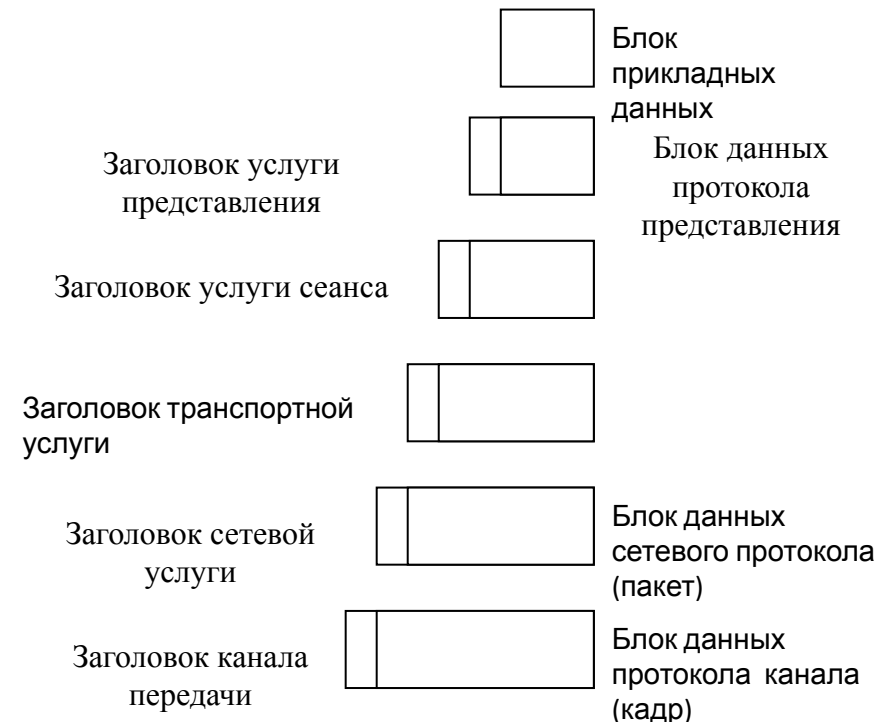 Блок
прикладных
данных
Заголовок услуги
представления
Блок данных
протокола
представления
Заголовок услуги сеанса
Заголовок транспортной
услуги
Заголовок сетевой
услуги
Блок данных
сетевого протокола
(пакет)
Заголовок канала
передачи
Блок данных
протокола канала
(кадр)